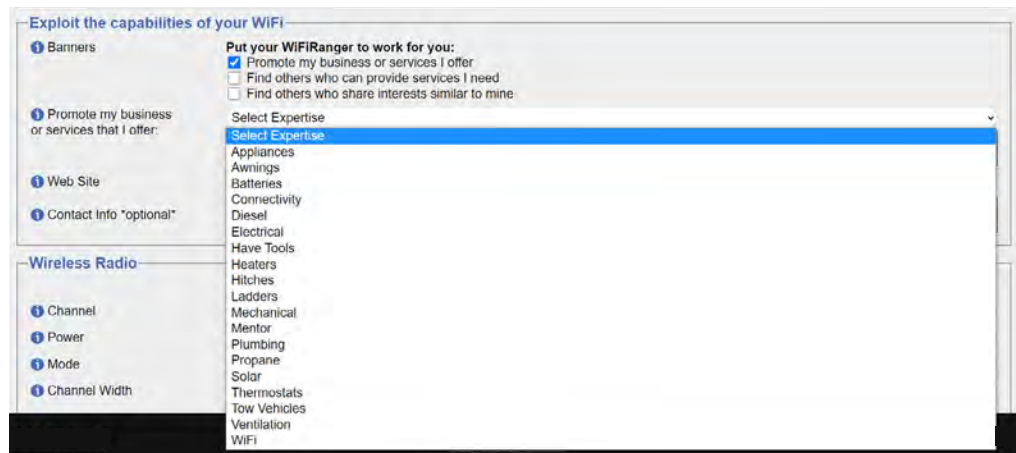 Exploit the capabilities of your WiFi
Banners
Put your WiFiRanger to work for you:
Promote my business or services I offer
Find others who can provide services I need
Find others who share interests similar to mine
Promote my business
or services that I offer:
Select Expertise
Select Expertise
Appliances
Awnings
Batteries
Connectivity
Diesel
Electrical
Have Tools
Heaters
Hitches
Ladders
Mechanical
Mentor
Plumbing
Propane
Solar
Thermostats
Tow Vehicles
Ventilation
WiFi
Web Site
Contact Info *optional*
Wireless Radio
Channel
Power
Mode
Channel Width